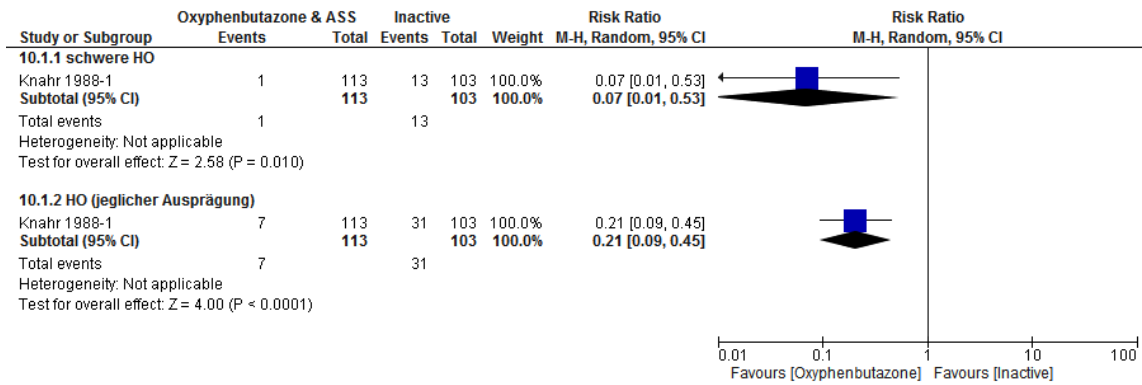 Oxyphenbutazone & ASS Inactive Risk Ratio Risk Ratio
Study or Subgroup Events Total Events Total Weight M-H, Random, 95% CI M-H, Random, 95% CI
10.1.1 schwere HO
Knahr 1988-1 1 113 13 103 100.0% 0.07 [0.01, 0.53]
Subtotal (95% CI) 113 103 100.0% 0.07 [0.01, 0.53]
Total events 1 13
Heterogeneity: Not applicable
Test for overall effect: Z = 2.58 (P = 0.010)
10.1.2 HO (jeglicher Ausprägung)
Knahr 1988-1 7 113 31 103 100.0% 0.21 [0.09, 0.45]
Subtotal (95% CI) 113 103 100.0% 0.21 [0.09, 0.45]
Total events 7 31
Heterogeneity: Not applicable
Test for overall effect: Z = 4.00 (P < 0.0001)
0.01 0.1 1 10 100
Favours [Oxyphenbutazone] Favours [Inactive]